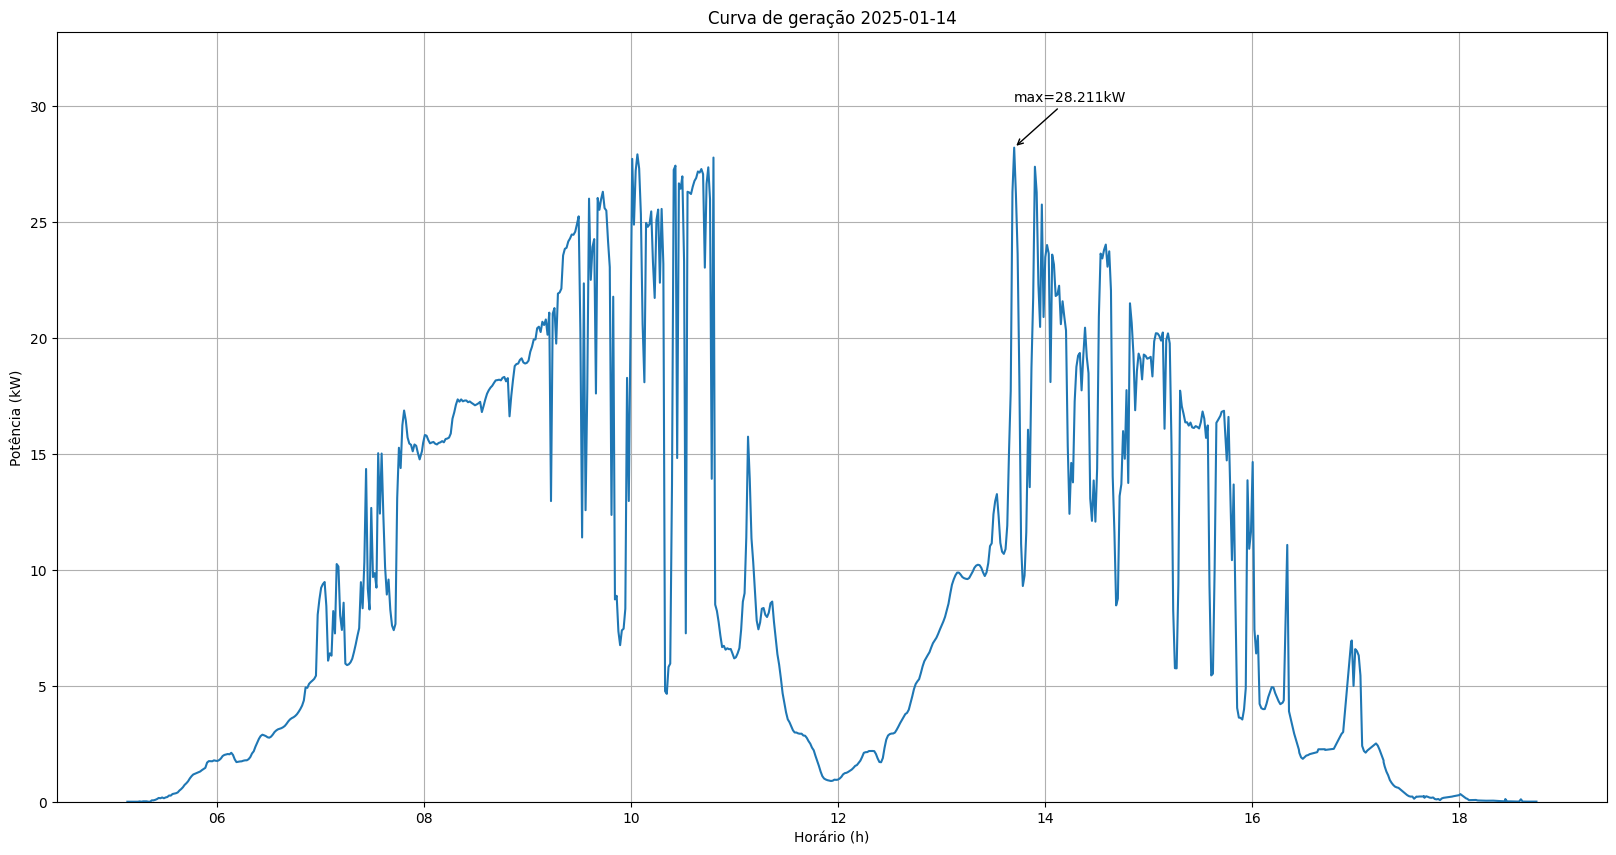 Curva de geração 2025-01-14
max=28.211kW
Potência (kW)
30
25
20
15
10
5
0
06 08 10 12 14 16 18
Horário (h)